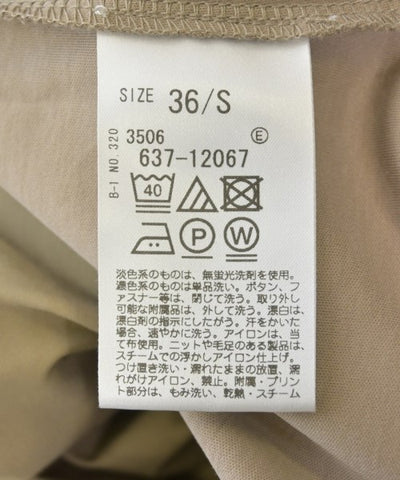 SIZE 36/S
B-I NO.320
3506 E
637-12067
40
P W
淡色系のものは、無蛍光洗剤を使用。
濃色系のものは単品洗い。ボタン、フ
ァスナー等は、閉じて洗う。取り外し
可能な附属品は、外して洗う。漂白は、
漂白剤の指示にしたがう。汗をかいた
場合、速やかに洗う。アイロンは、当
て布使用。ニットや毛足のある製品は、
スチームでの浮かしアイロン仕上げ。
つけ置き洗い・濡れたままの放置、濡
れがけアイロン、禁止。附属・プリン
ト部分は、もみ洗い、乾熱・スチーム